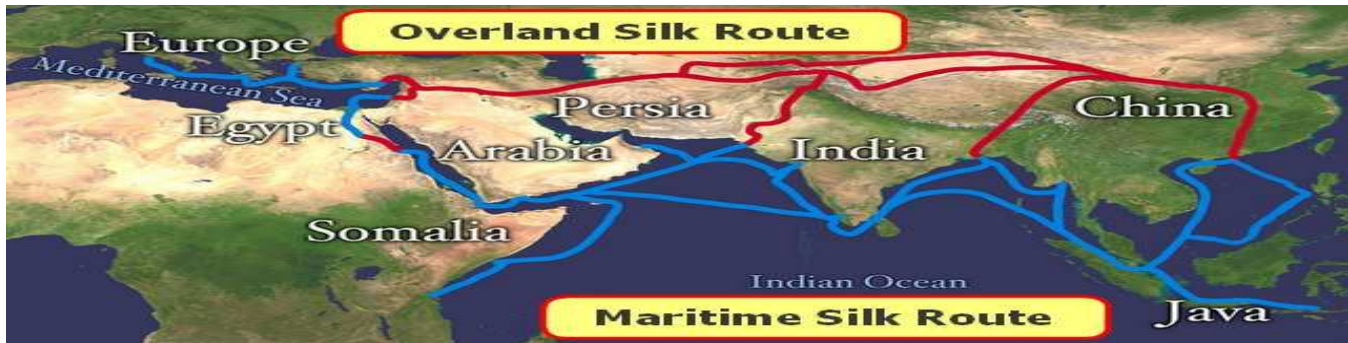 Overland Silk Route
Europe
Mediterranean Sea
Egypt
Persia
China
Arabia
India
Somalia
Indian Ocean
Maritime Silk Route
Java